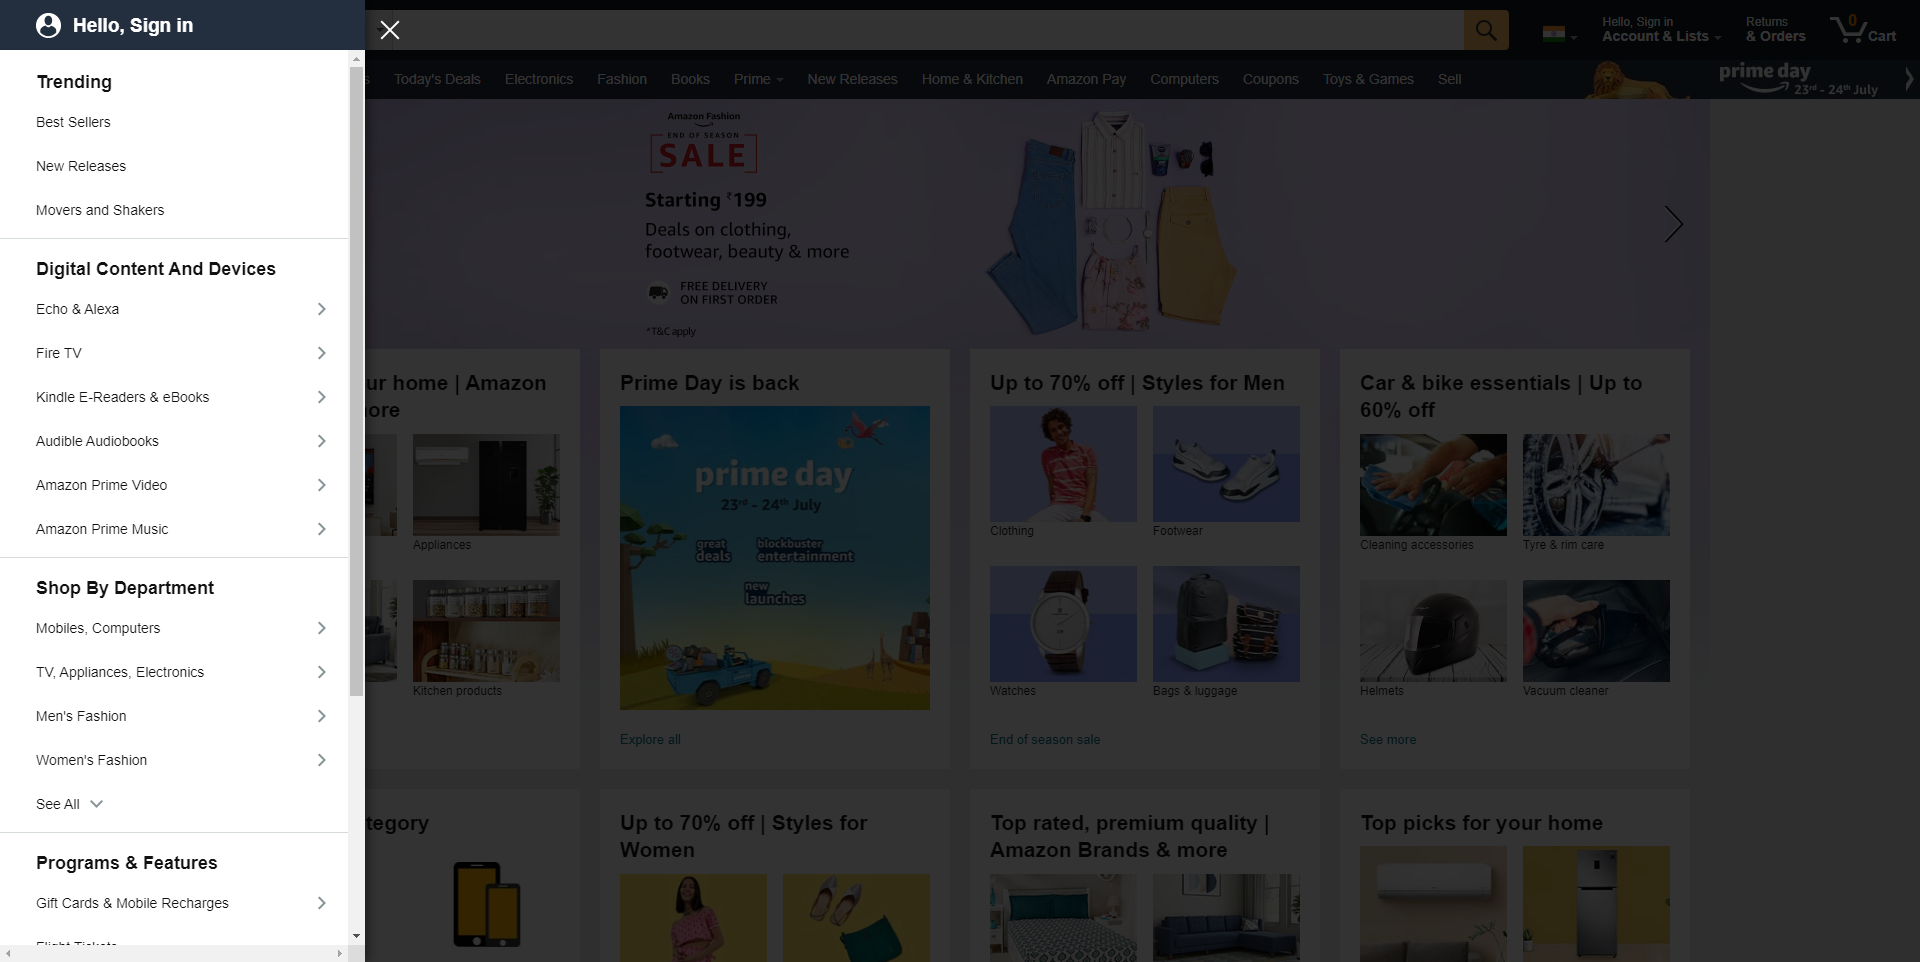 Hello, Sign in
Trending
Best Sellers
New Releases
Movers and Shakers
Digital Content And Devices
Echo & Alexa
Fire TV
Kindle E-Readers & eBooks
Audible Audiobooks
Amazon Prime Video
Amazon Prime Music
Shop By Department
Mobiles, Computers
TV, Appliances, Electronics
Men's Fashion
Women's Fashion
See All
Programs & Features
Gift Cards & Mobile Recharges
Flight Tickets
Hello, Sign in
Account & Lists
Returns
& Orders
0
Cart
Today's Deals
Electronics
Fashion
Books
Prime
New Releases
Home & Kitchen
Amazon Pay
Computers
Coupons
Toys & Games
Sell
prime day
23rd - 24th July
Amazon Fashion
END OF SEASON
SALE
Starting ₹199
Deals on clothing,
footwear, beauty & more
FREE DELIVERY
ON FIRST ORDER
*T&C apply
ur home | Amazon
ore
Appliances
Kitchen products
Prime Day is back
prime day
23rd - 24th July
great
deals
blockbuster
entertainment
new
launches
Explore all
Up to 70% off | Styles for Men
Clothing
Footwear
Watches
Bags & luggage
End of season sale
Car & bike essentials | Up to
60% off
Cleaning accessories
Tyre & rim care
Helmets
Vacuum cleaner
See more
tegory
Up to 70% off | Styles for
Women
Top rated, premium quality |
Amazon Brands & more
Top picks for your home